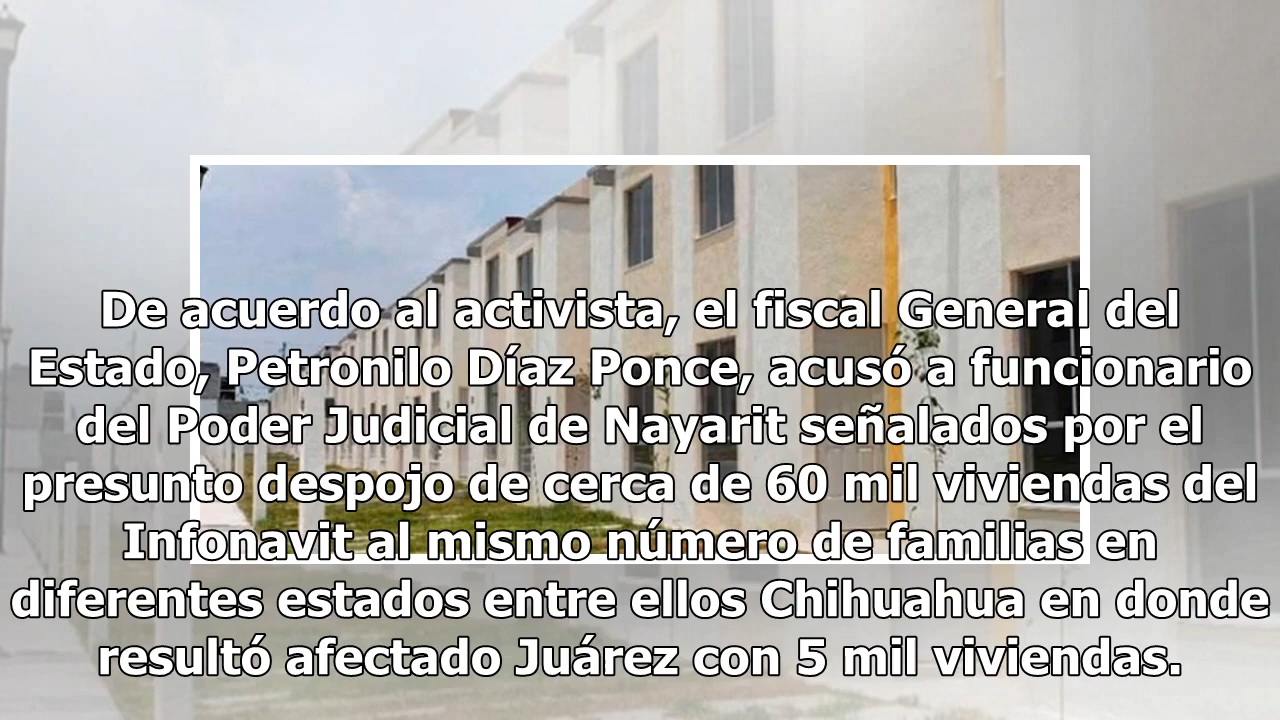 De acuerdo al activista, el fiscal General del
Estado, Petronilo Díaz Ponce, acusó a funcionario
del Poder Judicial de Nayarit señalados por el
presunto despojo de cerca de 60 mil viviendas del
Infonavit al mismo número de familias en
diferentes estados entre ellos Chihuahua en donde
resultó afectado Juárez con 5 mil viviendas.